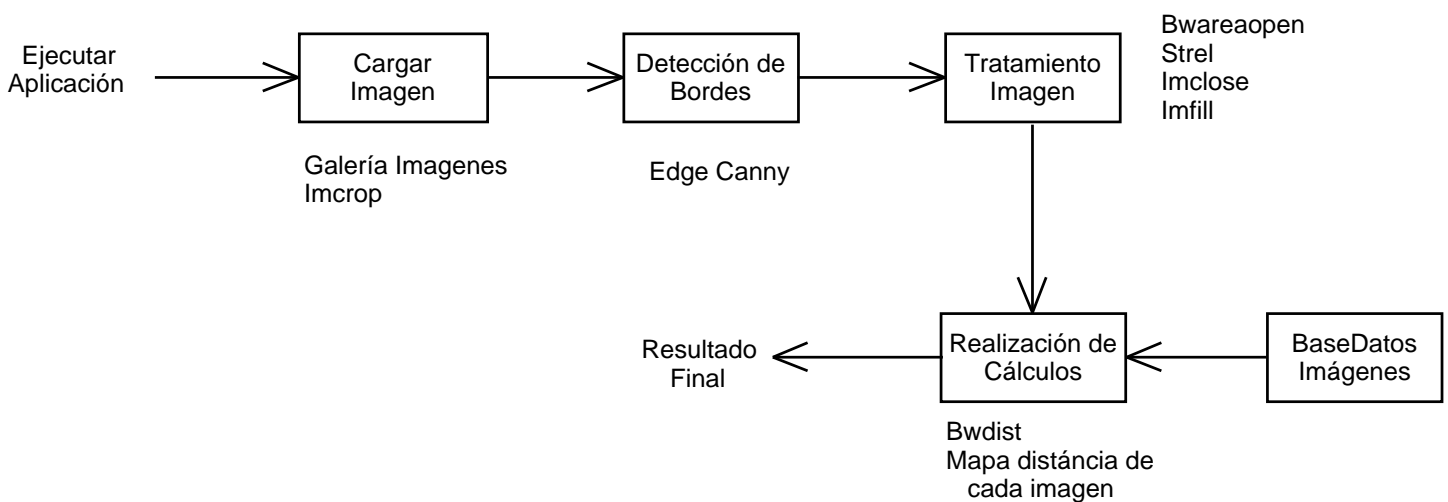 Ejecutar
Aplicación
Cargar
Imagen
Galería Imagenes
Imcrop
Detección de
Bordes
Edge Canny
Tratamiento
Imagen
Bwareaopen
Strel
Imclose
Imfill
Resultado
Final
Realización de
Cálculos
Bwdist
Mapa distáncia de
cada imagen
BaseDatos
Imágenes